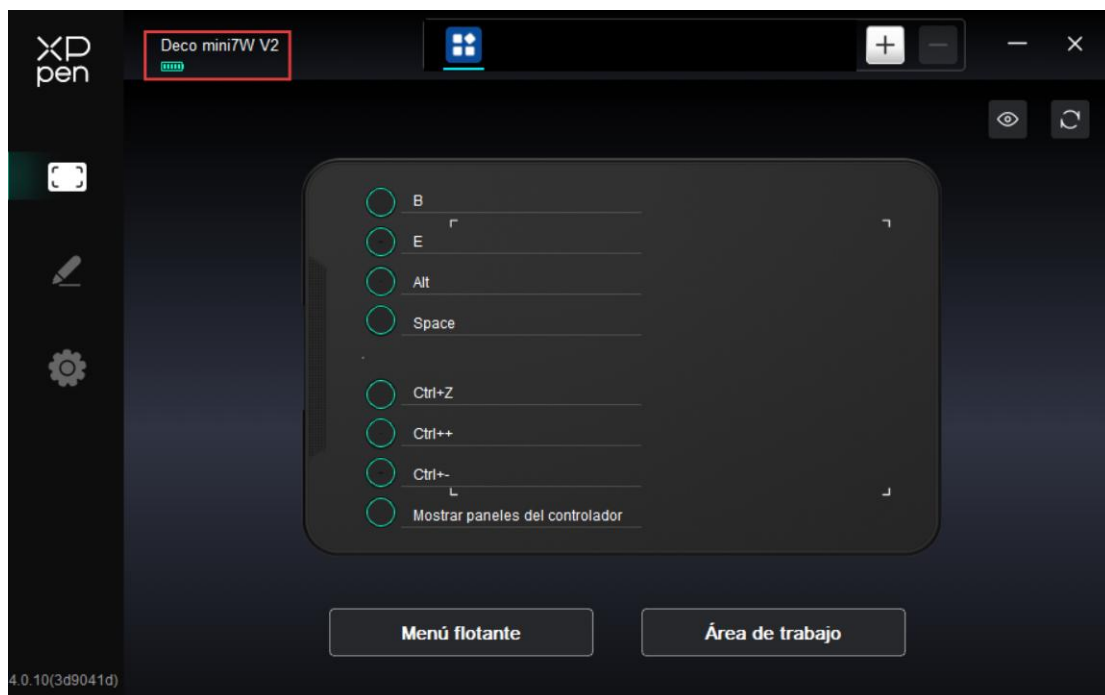 XP
pen
Deco mini7W V2
B
E
Alt
Space
Ctrl+Z
Ctrl++
Ctrl+-
Mostrar paneles del controlador
Menú flotante
Área de trabajo
4.0.10(3d9041d)